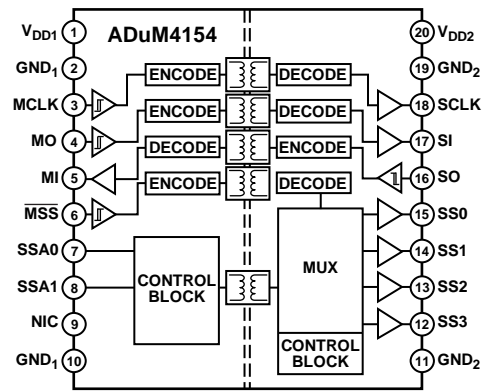 ADuM4154
VDD1 1
GND1 2
MCLK 3
MO 4
MI 5
MSS 6
SSA0 7
SSA1 8
NIC 9
GND1 10
ENCODE DECODE
ENCODE DECODE
DECODE ENCODE
ENCODE DECODE
CONTROL
BLOCK
MUX
CONTROL
BLOCK
20 VDD2
19 GND2
18 SCLK
17 SI
16 SO
15 SS0
14 SS1
13 SS2
12 SS3
11 GND2